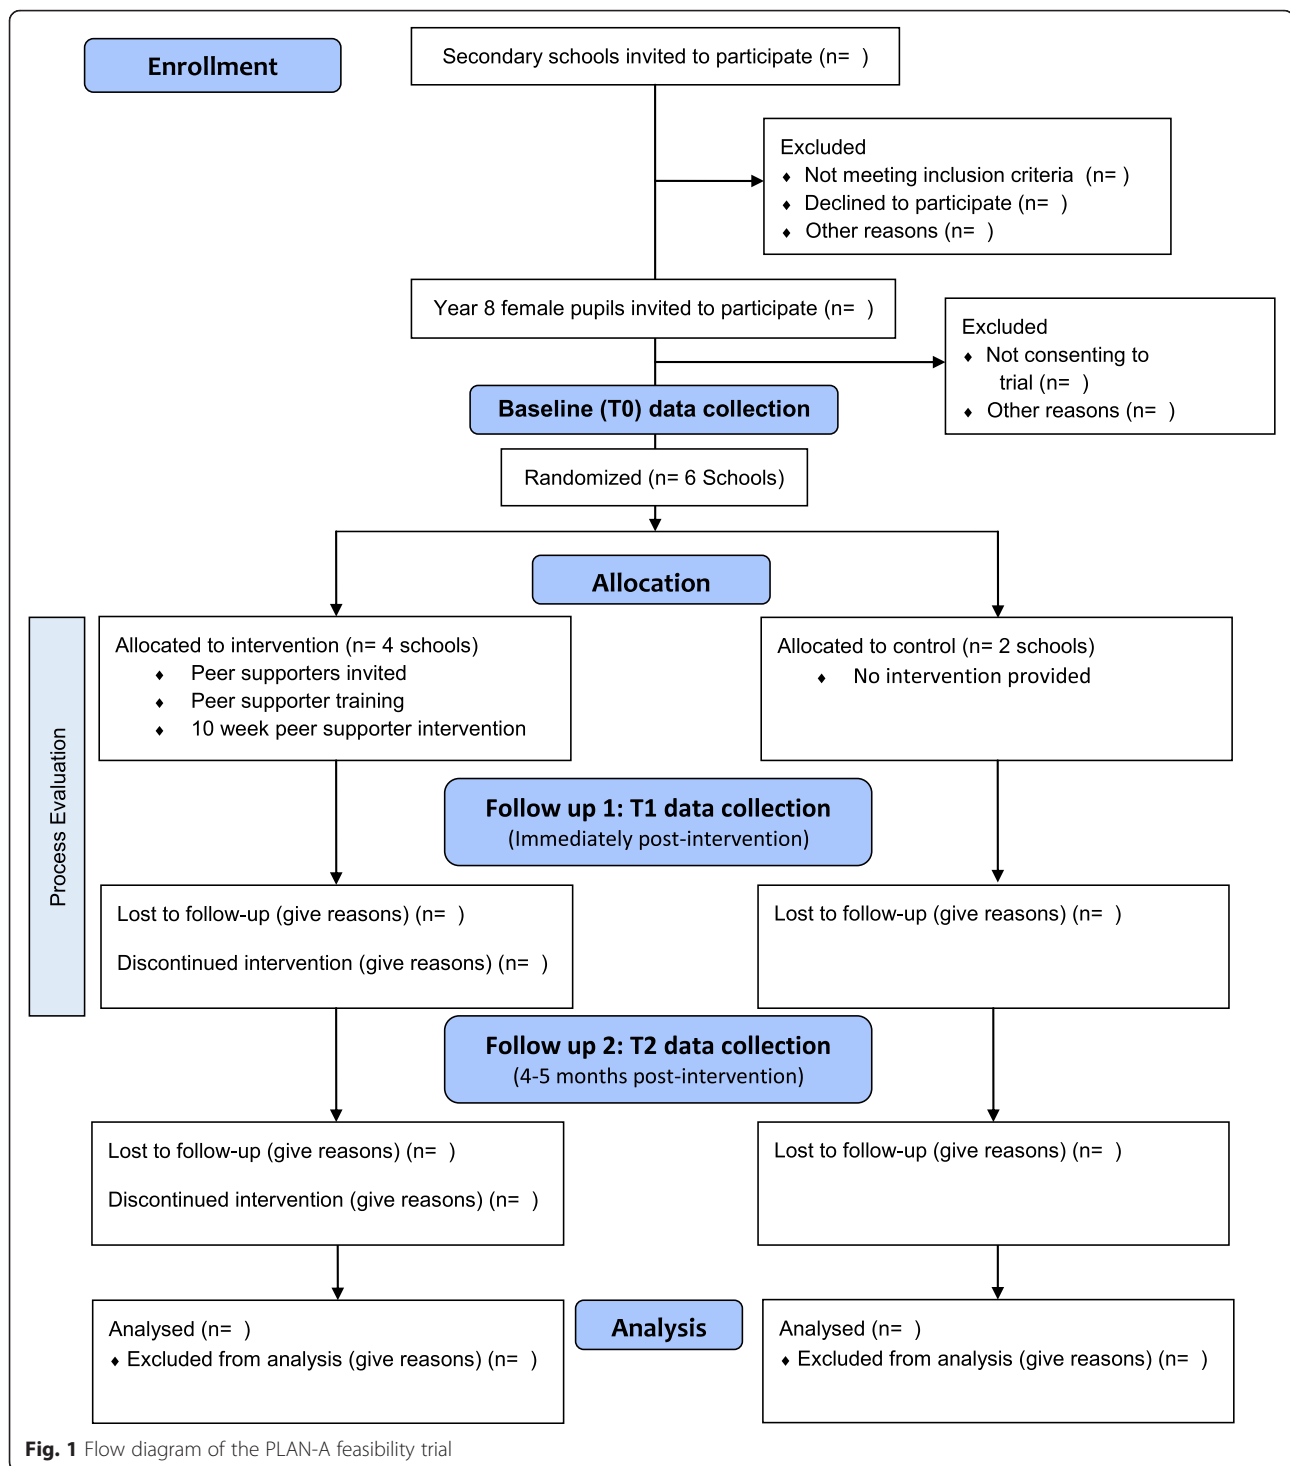 Enrollment
Secondary schools invited to participate (n=  )
Excluded
♦ Not meeting inclusion criteria (n= )
♦ Declined to participate (n=  )
♦ Other reasons (n=  )
Year 8 female pupils invited to participate (n=  )
Excluded
♦ Not consenting to
trial (n=  )
♦ Other reasons (n=  )
Baseline (T0) data collection
Randomized (n= 6 Schools)
Allocation
Process Evaluation
Allocated to intervention (n= 4 schools)
♦ Peer supporters invited
♦ Peer supporter training
♦ 10 week peer supporter intervention
Allocated to control (n= 2 schools)
♦ No intervention provided
Follow up 1: T1 data collection
(Immediately post-intervention)
Lost to follow-up (give reasons) (n=  )
Discontinued intervention (give reasons) (n=  )
Lost to follow-up (give reasons) (n=  )
Follow up 2: T2 data collection
(4-5 months post-intervention)
Lost to follow-up (give reasons) (n=  )
Discontinued intervention (give reasons) (n=  )
Lost to follow-up (give reasons) (n=  )
Analysis
Analysed (n=  )
♦ Excluded from analysis (give reasons) (n=  )
Analysed (n=  )
♦ Excluded from analysis (give reasons) (n=  )
Fig. 1 Flow diagram of the PLAN-A feasibility trial